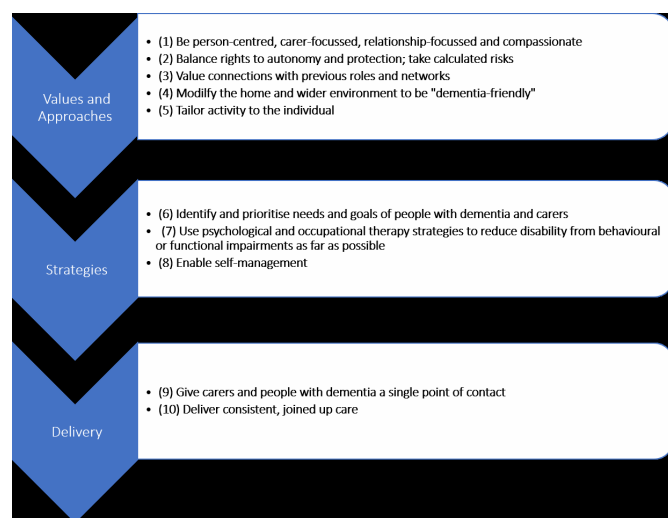 Values and
Approaches
• (1) Be person-centred, carer-focussed, relationship-focussed and compassionate
• (2) Balance rights to autonomy and protection; take calculated risks
• (3) Value connections with previous roles and networks
• (4) Modilfy the home and wider environment to be "dementia-friendly"
• (5) Tailor activity to the individual
Strategies
• (6) Identify and prioritise needs and goals of people with dementia and carers
• (7) Use psychological and occupational therapy strategies to reduce disability from behavioural
or functional impairments as far as possible
• (8) Enable self-management
Delivery
• (9) Give carers and people with dementia a single point of contact
• (10) Deliver consistent, joined up care